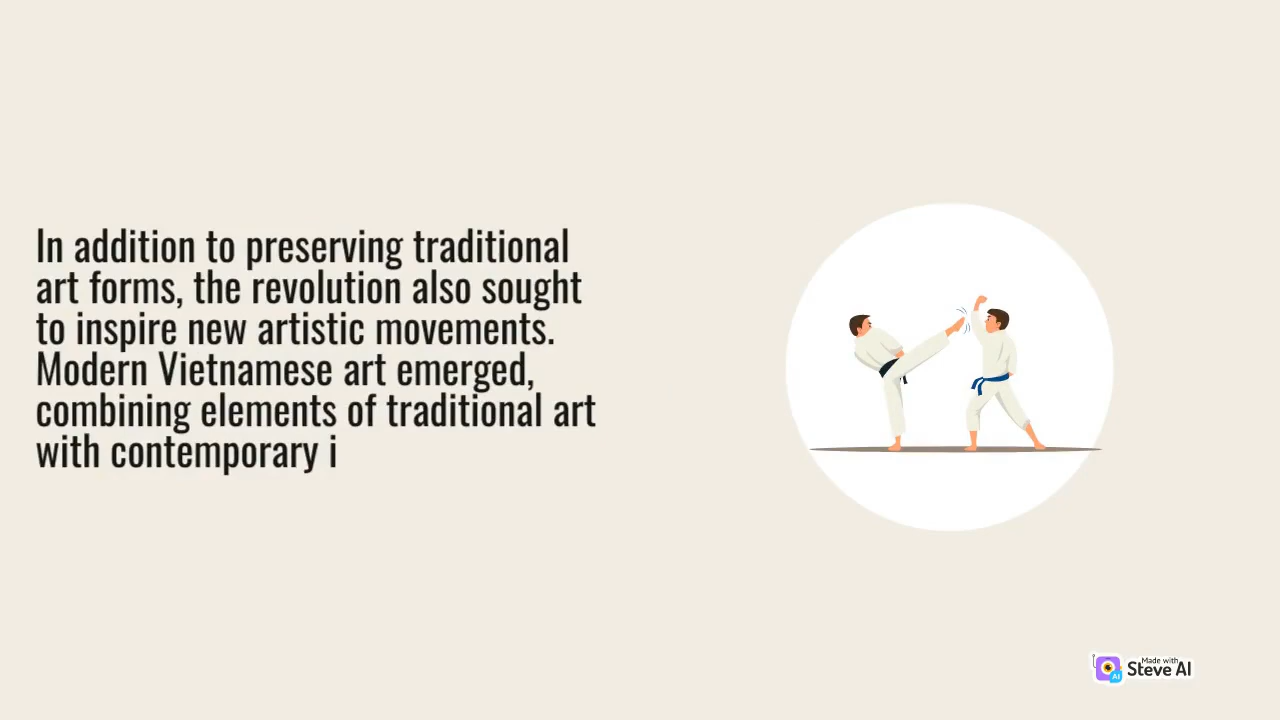 In addition to preserving traditional
art forms, the revolution also sought
to inspire new artistic movements.
Modern Vietnamese art emerged,
combining elements of traditional art
with contemporary i
Made with
Steve AI
AI